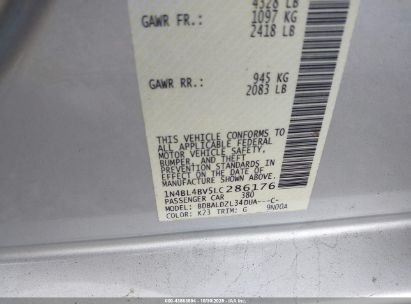 4328 LB
GAWR FR.: 1097 KG
2418 LB
GAWR RR.: 945 KG
2083 LB
THIS VEHICLE CONFORMS TO
ALL APPLICABLE FEDERAL
MOTOR VEHICLE SAFETY,
BUMPER, AND THEFT
PREVENTION STANDARDS IN
EFFECT ON THE DATE OF
MANUFACTURE SHOWN ABOVE.
1N4BL4BV5LC286176
PASSENGER CAR 380
MODEL: BDBALDZL34DUA---C-
COLOR: K23 TRIM: G 9N00A